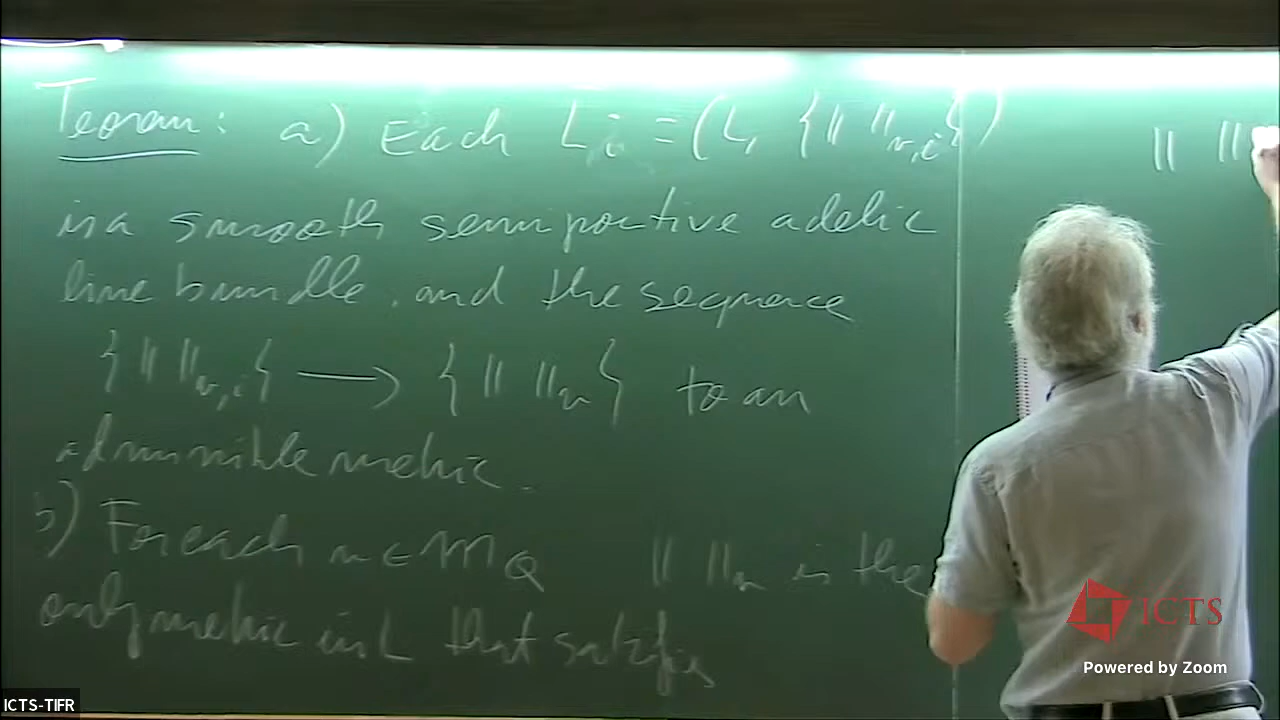 Teorem: a) Each L_i ≡ (L, {‖ ‖_{v,i}})
is a smooth semipositive adelic
line bundle, and the sequence
{‖ ‖_{v,i}} ⟶ {‖ ‖_v} to an
admissible metric.
b) For each v ∈ M_Q ‖ ‖_v is the
only metric in L that satisfies
‖ ‖
ICTS
Powered by Zoom
ICTS-TIFR